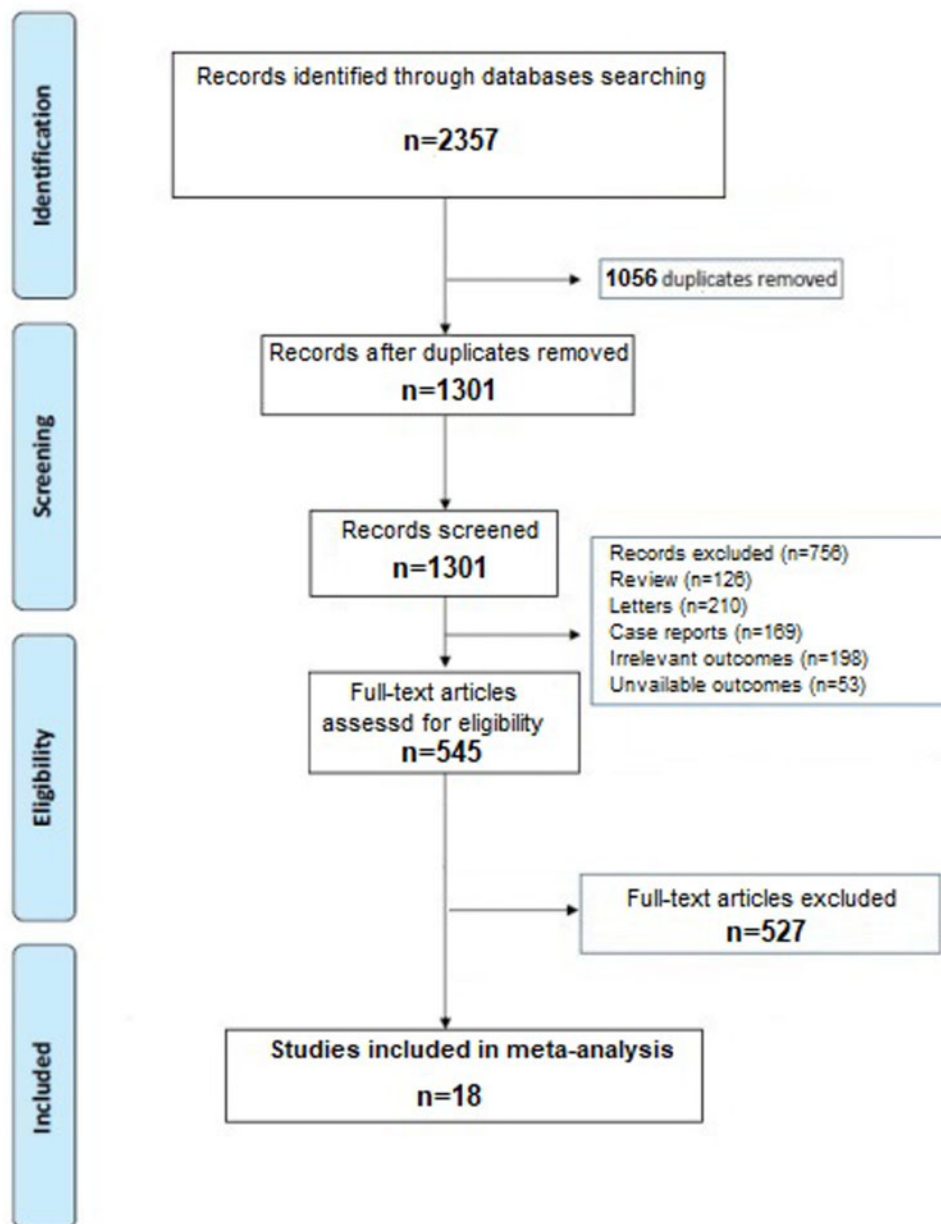 Identification
Records identified through databases searching
n=2357
1056 duplicates removed
Screening
Records after duplicates removed
n=1301
Records screened
n=1301
Records excluded (n=756)
Review (n=126)
Letters (n=210)
Case reports (n=169)
Irrelevant outcomes (n=198)
Unvailable outcomes (n=53)
Eligibility
Full-text articles
assessd for eligibility
n=545
Full-text articles excluded
n=527
Included
Studies included in meta-analysis
n=18